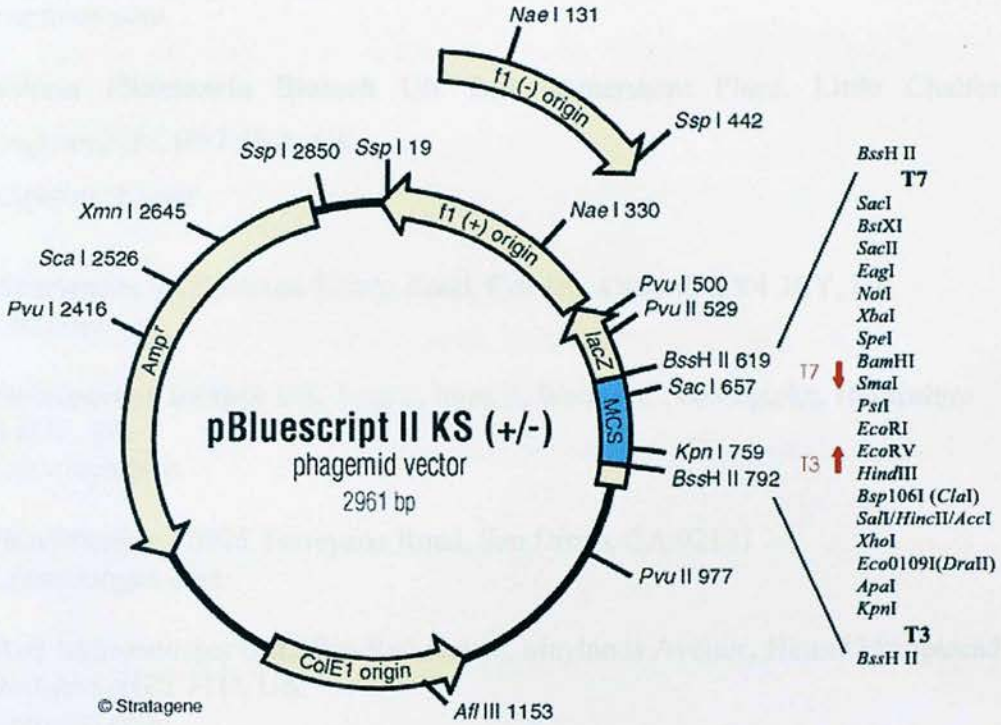 Nae I 131
f1 (-) origin
Ssp I 442
Ssp I 2850
Ssp I 19
Xmn I 2645
f1 (+) origin
Nae I 330
Sca I 2526
Pvu I 500
Pvu II 529
Pvu I 2416
Ampr
lacZ
BssH II 619
Sac I 657
MCS
pBluescript II KS (+/-)
phagemid vector
2961 bp
Kpn I 759
BssH II 792
Pvu II 977
ColE1 origin
Afl III 1153
© Stratagene
BssH II
T7
SacI
BstXI
SacII
EagI
NotI
XbaI
SpeI
BamHI
T7
SmaI
PstI
EcoRI
EcoRV
T3
HindIII
Bsp106I (ClaI)
SalI/HincII/AccI
XhoI
Eco0109I(DraII)
ApaI
KpnI
T3
BssH II